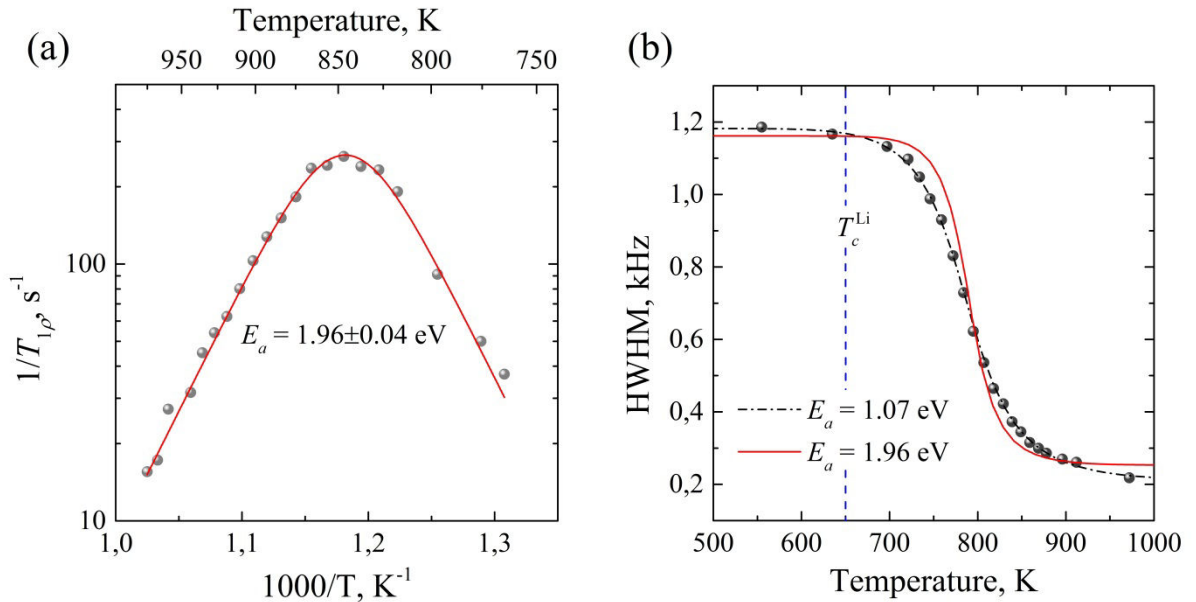 (a)
Temperature, K
950 900 850 800 750
100
10
1/T1ρ, s-1
Ea = 1.96±0.04 eV
1,0 1,1 1,2 1,3
1000/T, K-1
(b)
1,2
1,0
0,8
0,6
0,4
0,2
HWHM, kHz
TcLi
Ea = 1.07 eV
Ea = 1.96 eV
500 600 700 800 900 1000
Temperature, K